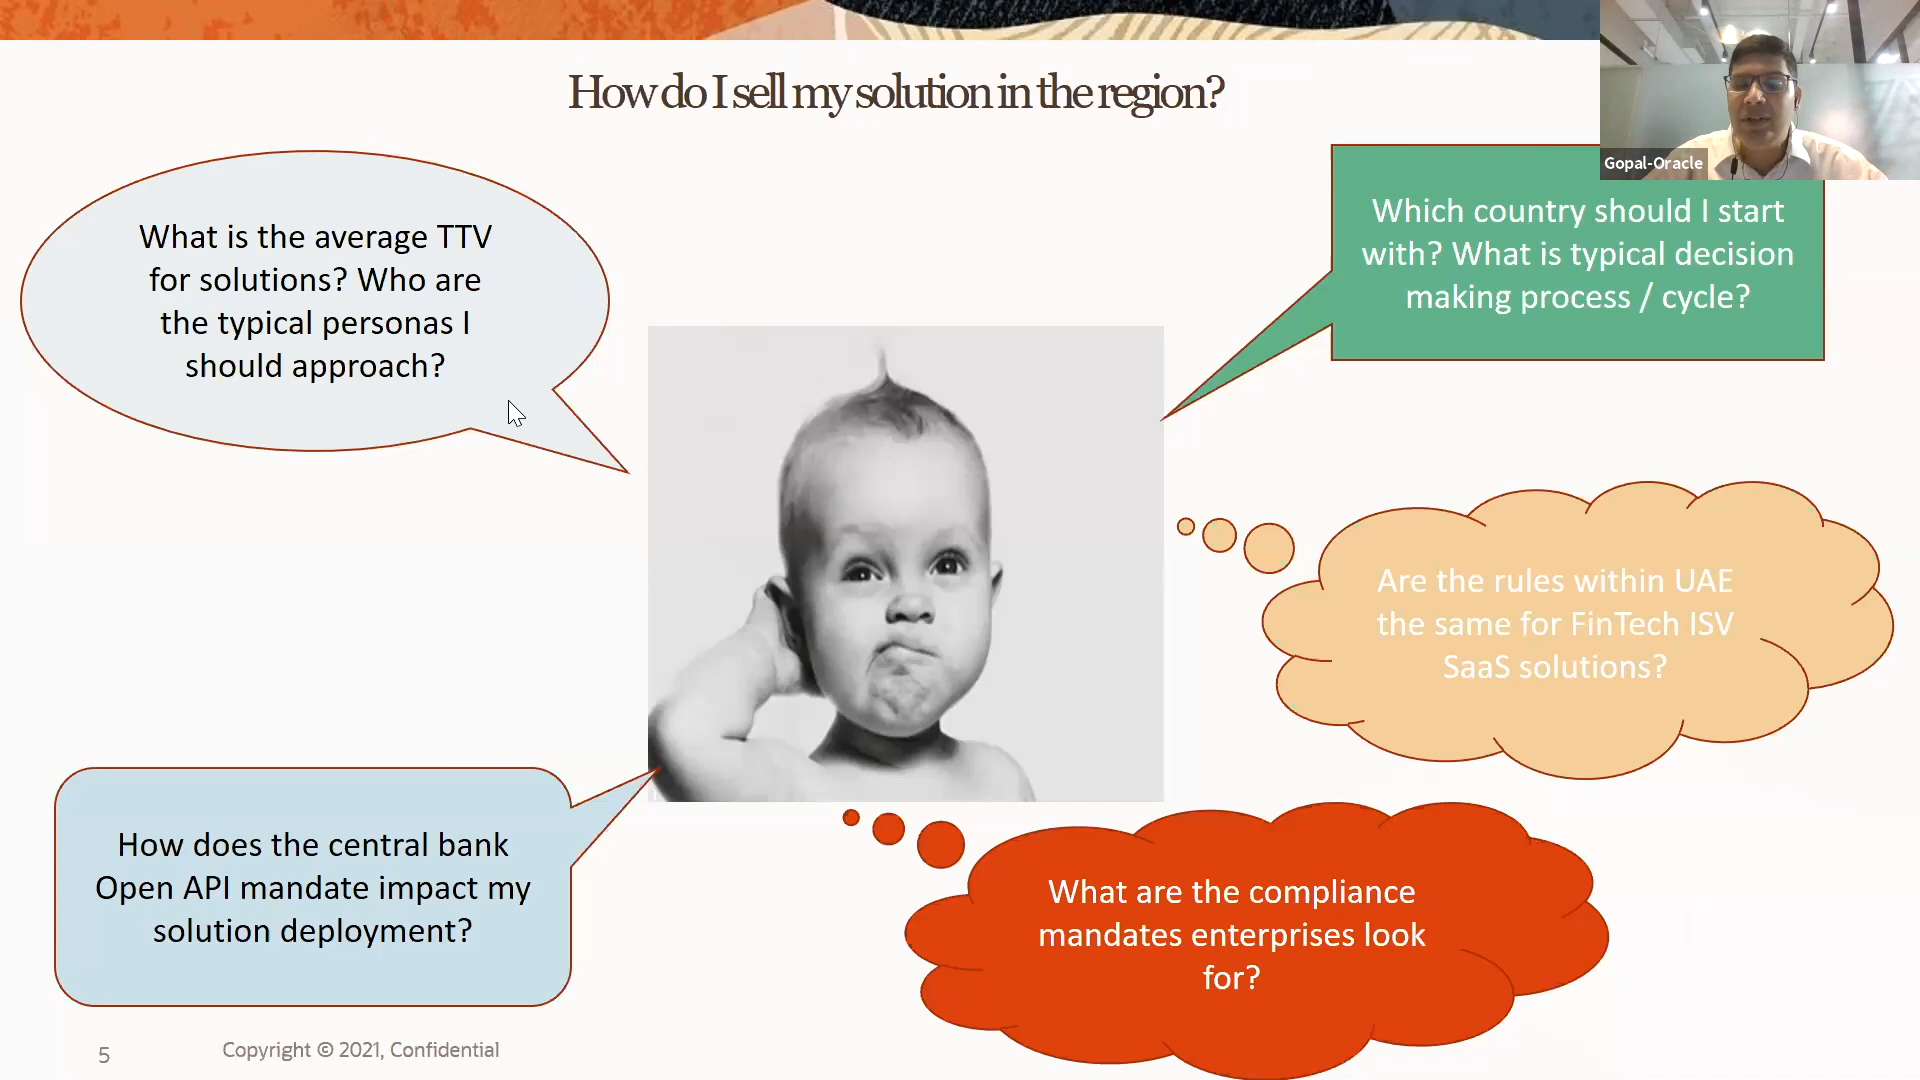 How do I sell my solution in the region?
Gopal-Oracle
What is the average TTV
for solutions? Who are
the typical personas I
should approach?
Which country should I start
with? What is typical decision
making process / cycle?
Are the rules within UAE
the same for FinTech ISV
SaaS solutions?
How does the central bank
Open API mandate impact my
solution deployment?
What are the compliance
mandates enterprises look
for?
5
Copyright © 2021, Confidential